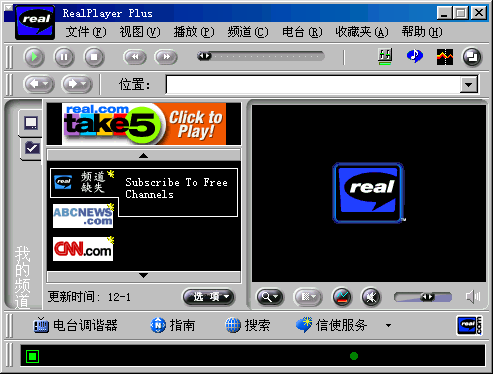 real
RealPlayer Plus
文件(F) 视图(V) 播放(P) 频道(C) 电台(R) 收藏夹(A) 帮助(H)
位置:
real.com
take5
Click to
Play!
real
频道
缺失
Subscribe To Free
Channels
ABCNEWS
.com
CNN.com
real
我的频道
更新时间: 12-1
选项
电台调谐器 指南 搜索 信使服务
real